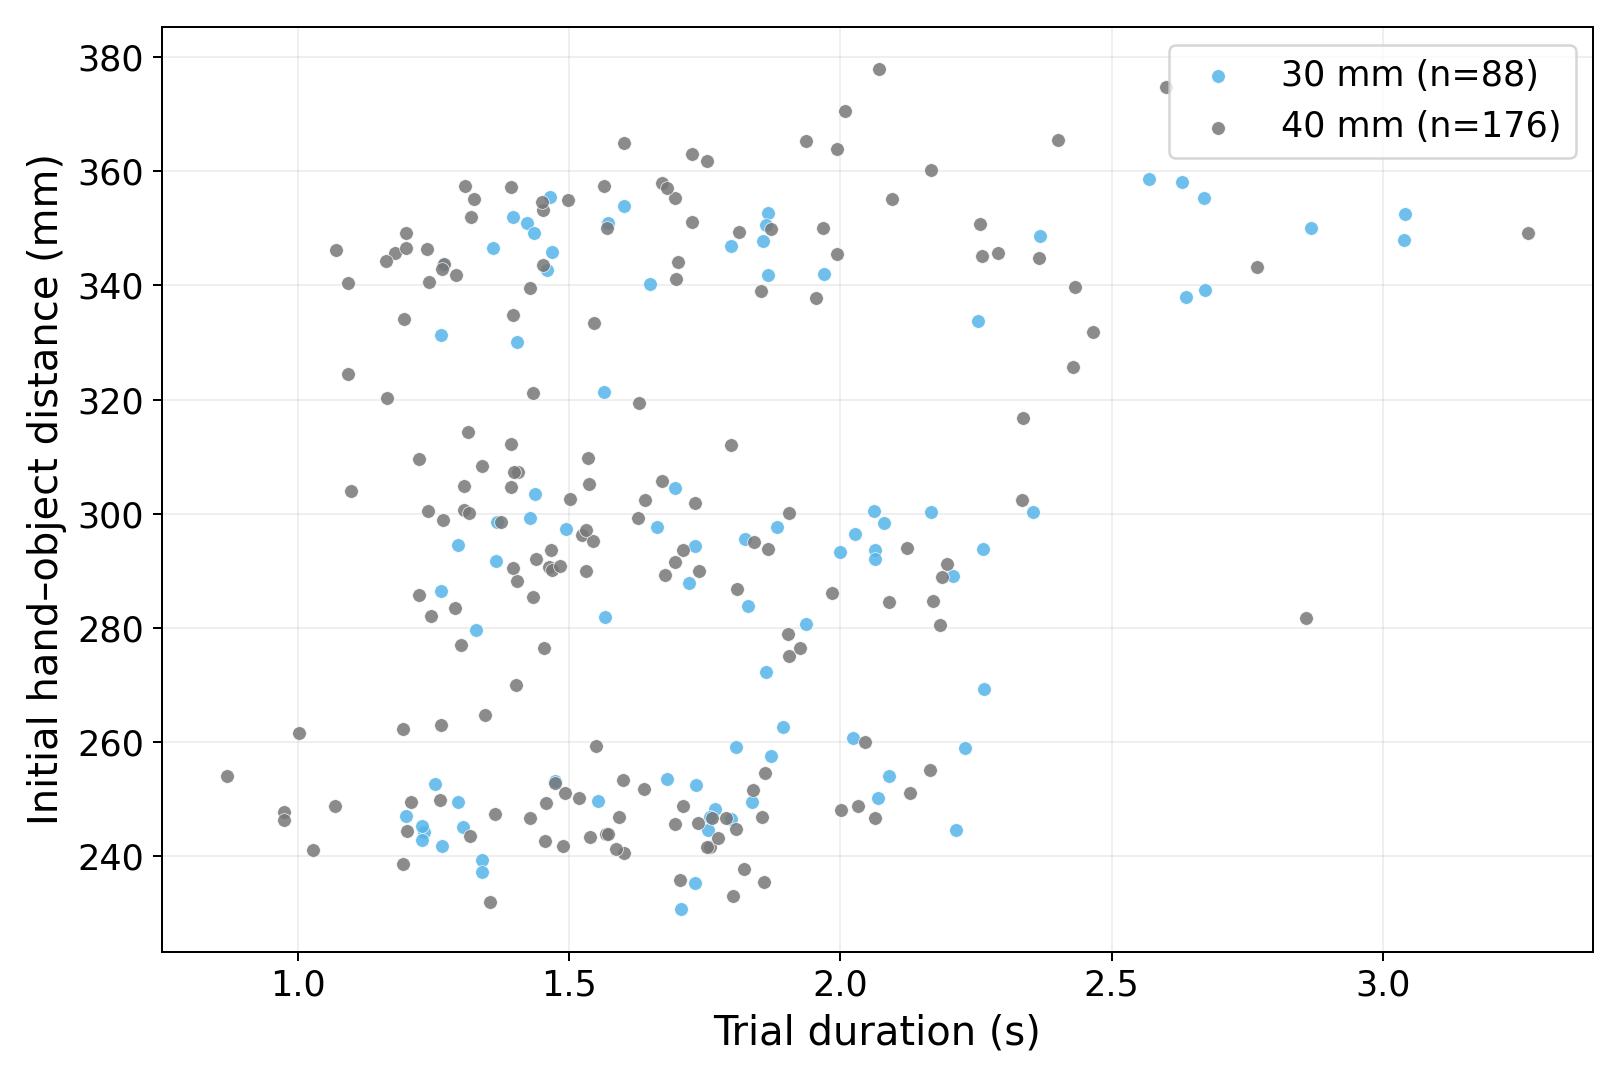 380
360
340
320
300
280
260
240
Initial hand–object distance (mm)
30 mm (n=88)
40 mm (n=176)
1.0 1.5 2.0 2.5 3.0
Trial duration (s)